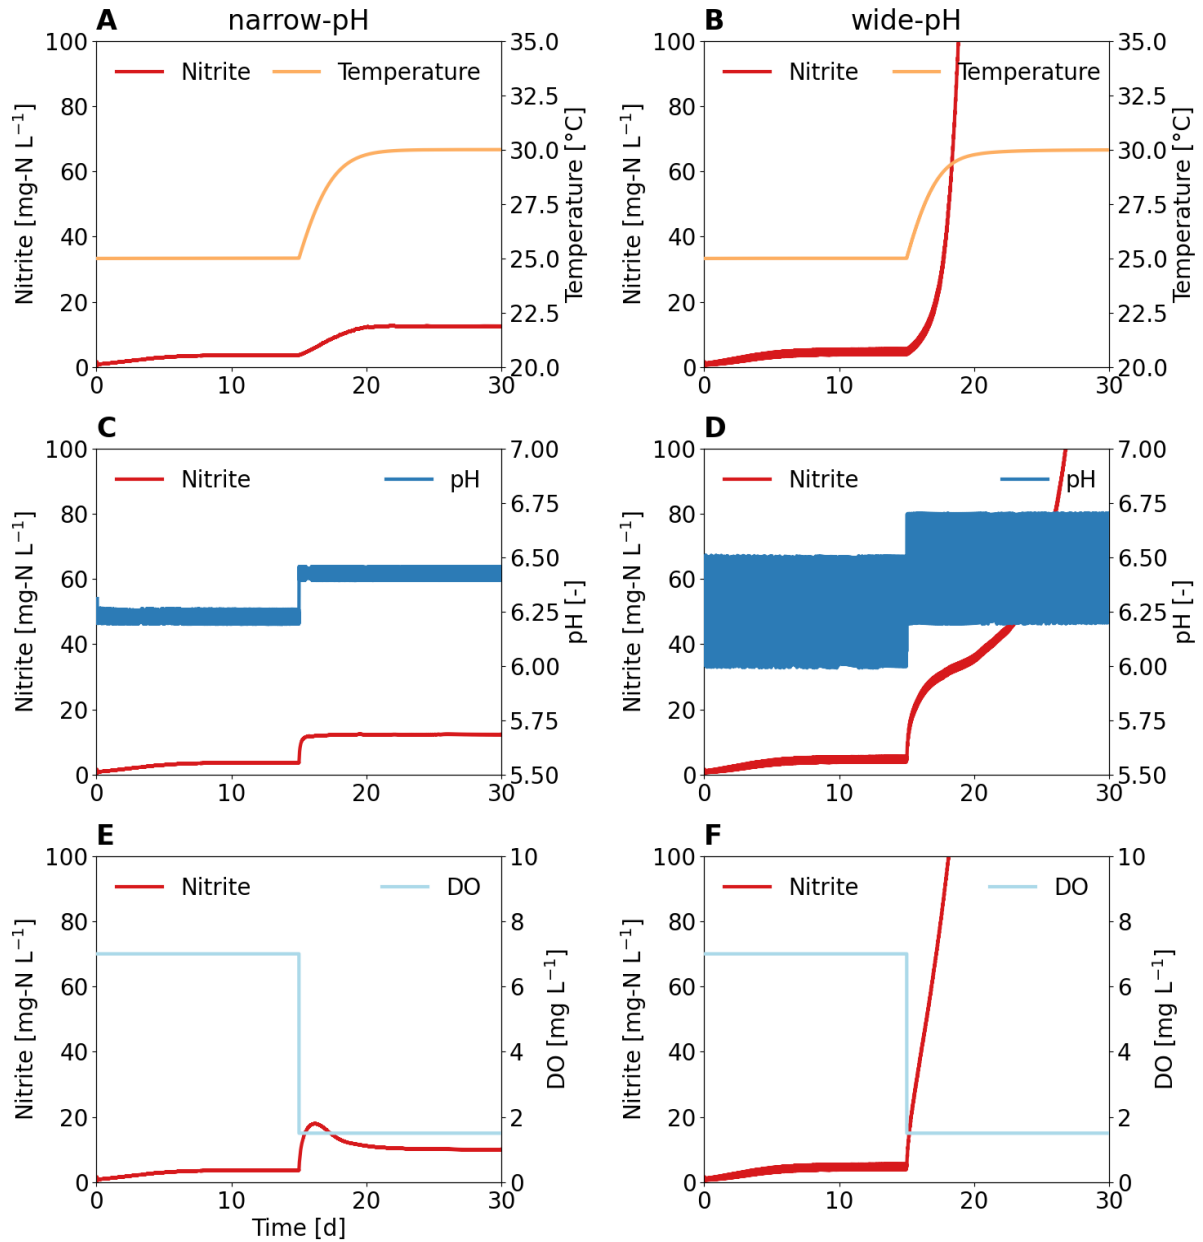 A narrow-pH
B wide-pH
Nitrite Temperature
Nitrite Temperature
100
80
60
40
20
0
Nitrite [mg-N L⁻¹]
35.0
32.5
30.0
27.5
25.0
22.5
20.0
Temperature [°C]
0 10 20 30
100
80
60
40
20
0
Nitrite [mg-N L⁻¹]
35.0
32.5
30.0
27.5
25.0
22.5
20.0
Temperature [°C]
0 10 20 30
C
D
Nitrite pH
Nitrite pH
100
80
60
40
20
0
Nitrite [mg-N L⁻¹]
7.00
6.75
6.50
6.25
6.00
5.75
5.50
pH [-]
0 10 20 30
100
80
60
40
20
0
Nitrite [mg-N L⁻¹]
7.00
6.75
6.50
6.25
6.00
5.75
5.50
pH [-]
0 10 20 30
E
F
Nitrite DO
Nitrite DO
100
80
60
40
20
0
Nitrite [mg-N L⁻¹]
10
8
6
4
2
0
DO [mg L⁻¹]
0 10 20 30
Time [d]
100
80
60
40
20
0
Nitrite [mg-N L⁻¹]
10
8
6
4
2
0
DO [mg L⁻¹]
0 10 20 30